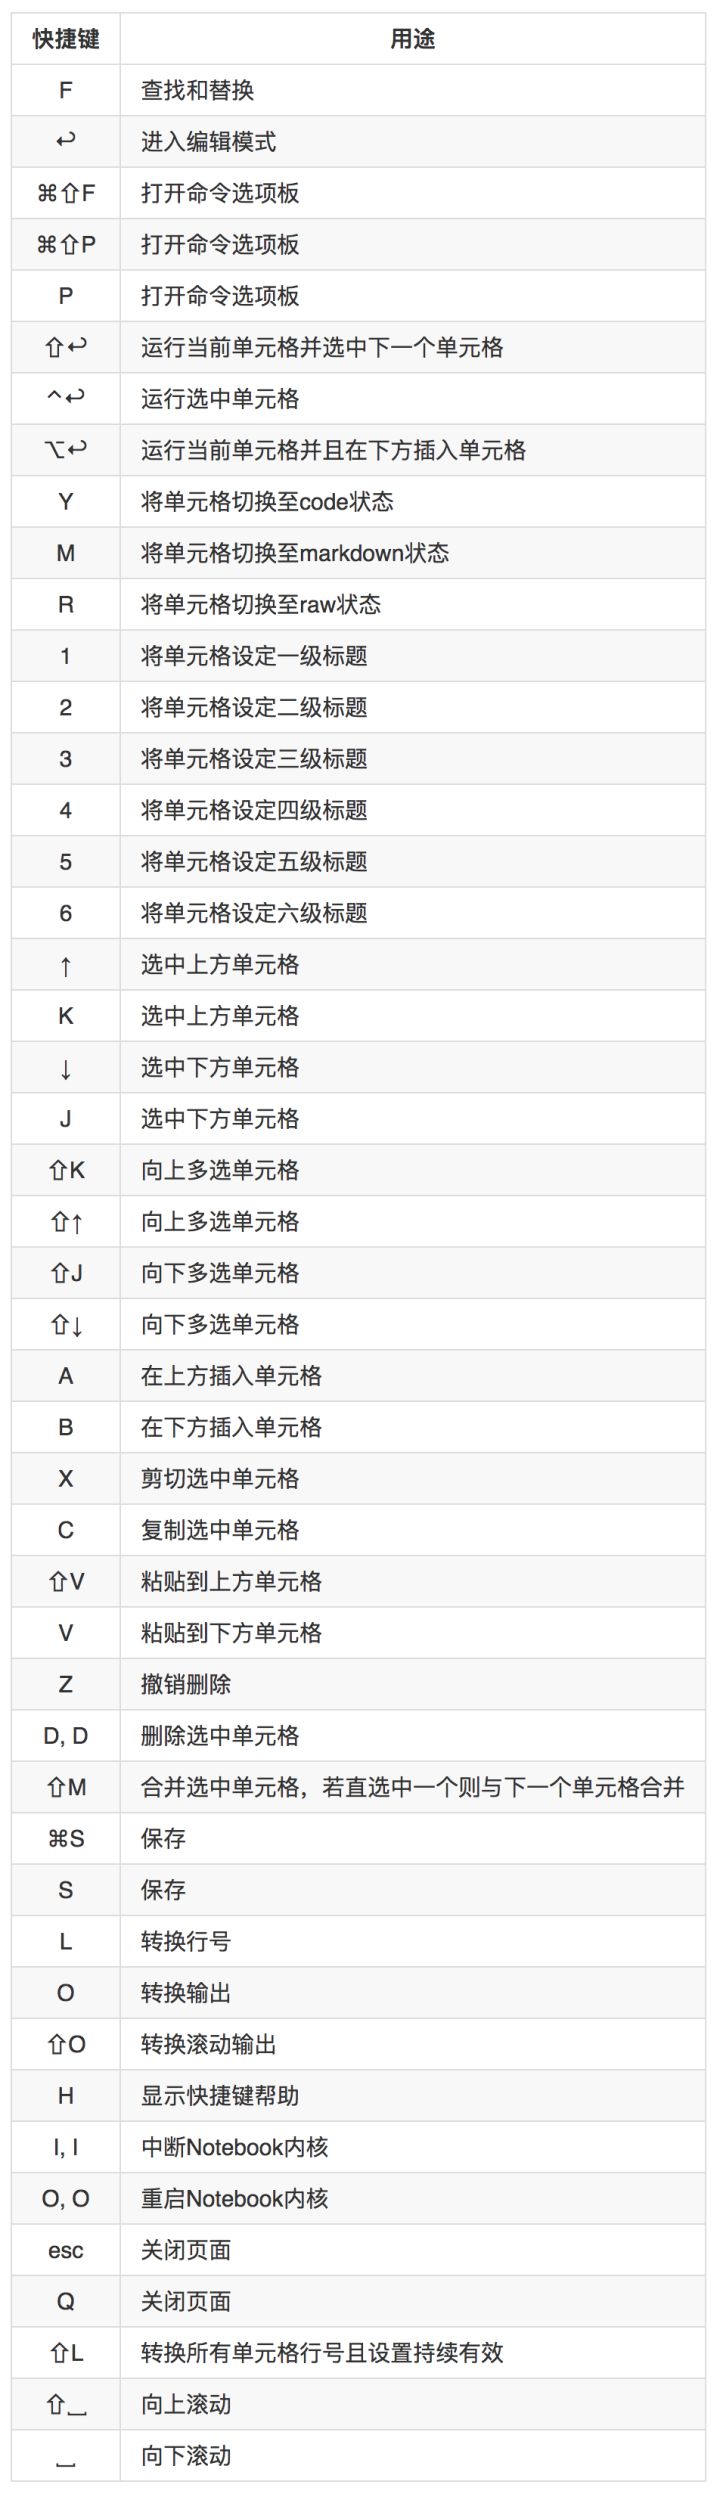 快捷键 用途
F 查找和替换
↩ 进入编辑模式
⌘⇧F 打开命令选项板
⌘⇧P 打开命令选项板
P 打开命令选项板
⇧↩ 运行当前单元格并选中下一个单元格
^↩ 运行选中单元格
⌥↩ 运行当前单元格并且在下方插入单元格
Y 将单元格切换至code状态
M 将单元格切换至markdown状态
R 将单元格切换至raw状态
1 将单元格设定一级标题
2 将单元格设定二级标题
3 将单元格设定三级标题
4 将单元格设定四级标题
5 将单元格设定五级标题
6 将单元格设定六级标题
↑ 选中上方单元格
K 选中上方单元格
↓ 选中下方单元格
J 选中下方单元格
⇧K 向上多选单元格
⇧↑ 向上多选单元格
⇧J 向下多选单元格
⇧↓ 向下多选单元格
A 在上方插入单元格
B 在下方插入单元格
X 剪切选中单元格
C 复制选中单元格
⇧V 粘贴到上方单元格
V 粘贴到下方单元格
Z 撤销删除
D, D 删除选中单元格
⇧M 合并选中单元格，若直选中一个则与下一个单元格合并
⌘S 保存
S 保存
L 转换行号
O 转换输出
⇧O 转换滚动输出
H 显示快捷键帮助
I, I 中断Notebook内核
O, O 重启Notebook内核
esc 关闭页面
Q 关闭页面
⇧L 转换所有单元格行号且设置持续有效
⇧⎵ 向上滚动
⎵ 向下滚动